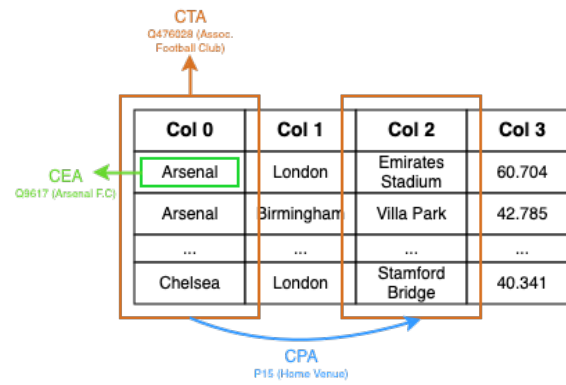 CTA
Q476028 (Assoc.
Football Club)
Col 0 Col 1 Col 2 Col 3
CEA
Q9617 (Arsenal F.C)
Arsenal London Emirates Stadium 60.704
Arsenal Birmingham Villa Park 42.785
... ... ... ...
Chelsea London Stamford Bridge 40.341
CPA
P15 (Home Venue)